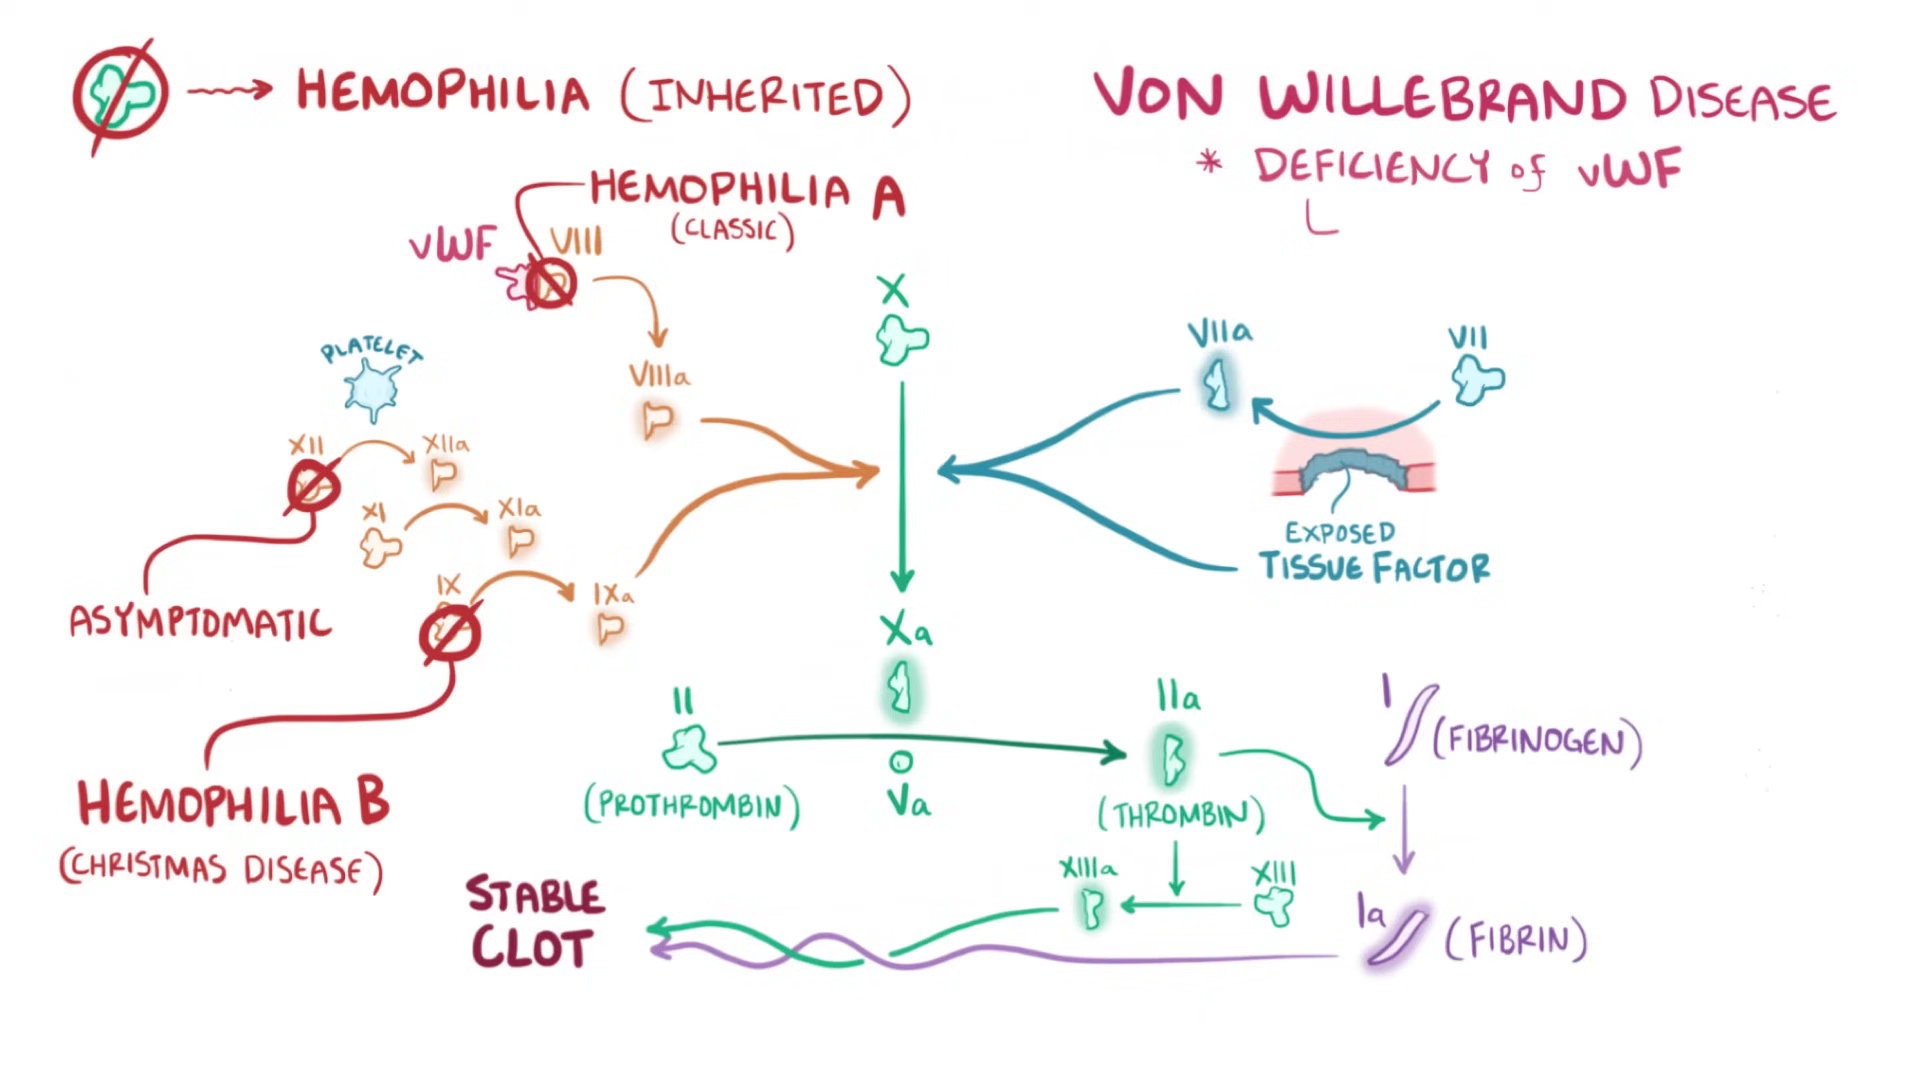 HEMOPHILIA (INHERITED)
VON WILLEBRAND DISEASE
* DEFICIENCY of vWF
HEMOPHILIA A
(CLASSIC)
vWF
VIII
X
VIIa
VII
PLATELET
VIIIa
XII
XIIa
XI
XIa
EXPOSED
TISSUE FACTOR
IX
IXa
ASYMPTOMATIC
Xa
II
IIa
I
(FIBRINOGEN)
HEMOPHILIA B
(CHRISTMAS DISEASE)
(PROTHROMBIN)
Va
(THROMBIN)
XIIIa
XIII
STABLE
CLOT
Ia
(FIBRIN)